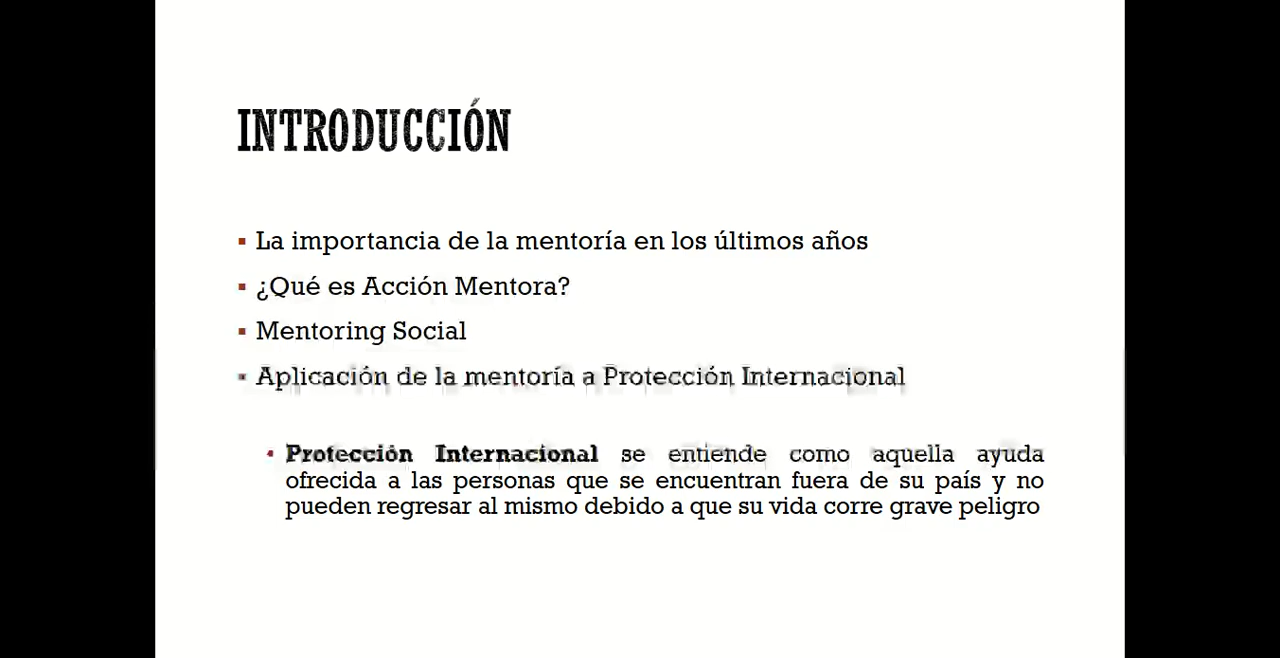 INTRODUCCIÓN
La importancia de la mentoría en los últimos años
¿Qué es Acción Mentora?
Mentoring Social
Aplicación de la mentoría a Protección Internacional
Protección Internacional se entiende como aquella ayuda
ofrecida a las personas que se encuentran fuera de su país y no
pueden regresar al mismo debido a que su vida corre grave peligro